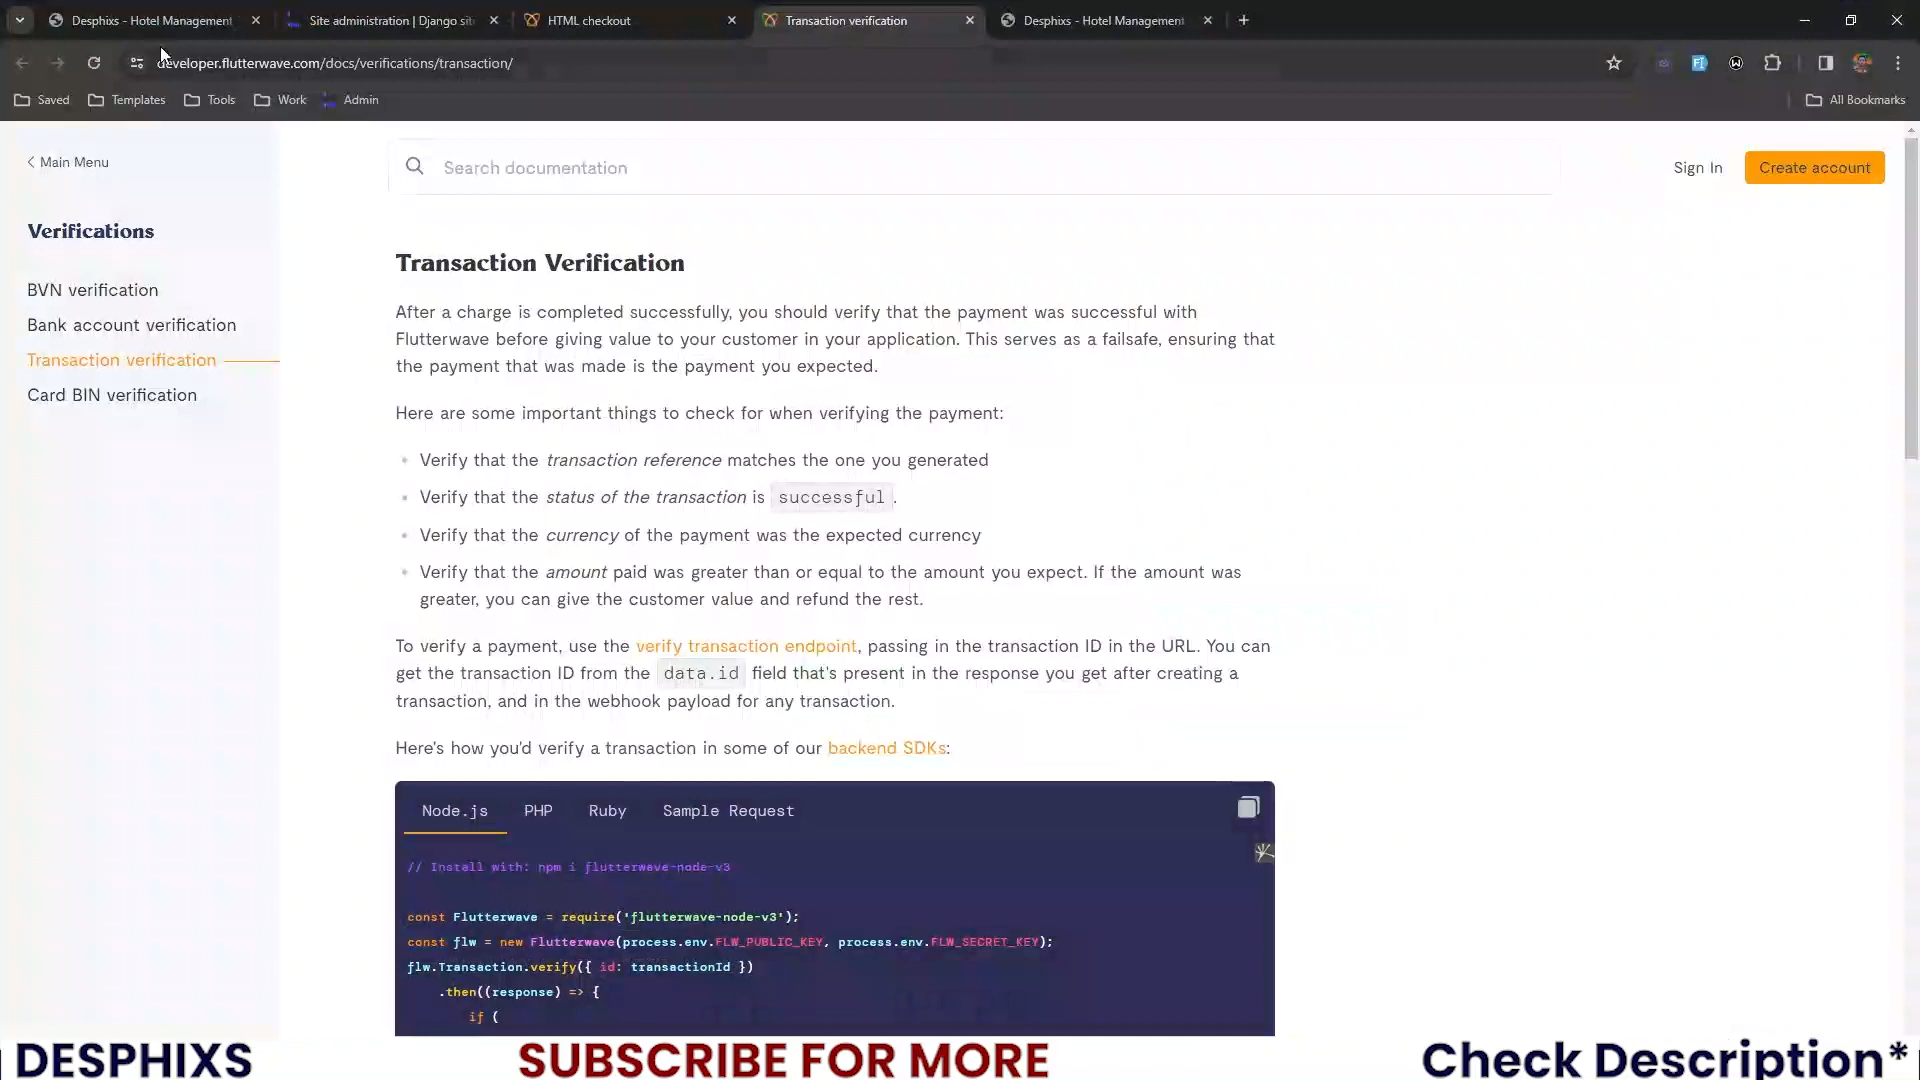 Desphixs - Hotel Management
Site administration | Django sit
HTML checkout
Transaction verification
Desphixs - Hotel Management
developer.flutterwave.com/docs/verifications/transaction/
Saved
Templates
Tools
Work
Admin
All Bookmarks
Main Menu
Search documentation
Sign In
Create account
Verifications
BVN verification
Bank account verification
Transaction verification
Card BIN verification
Transaction Verification
After a charge is completed successfully, you should verify that the payment was successful with
Flutterwave before giving value to your customer in your application. This serves as a failsafe, ensuring that
the payment that was made is the payment you expected.
Here are some important things to check for when verifying the payment:
Verify that the transaction reference matches the one you generated
Verify that the status of the transaction is successful.
Verify that the currency of the payment was the expected currency
Verify that the amount paid was greater than or equal to the amount you expect. If the amount was
greater, you can give the customer value and refund the rest.
To verify a payment, use the verify transaction endpoint, passing in the transaction ID in the URL. You can
get the transaction ID from the data.id field that's present in the response you get after creating a
transaction, and in the webhook payload for any transaction.
Here's how you'd verify a transaction in some of our backend SDKs:
Node.js PHP Ruby Sample Request
// Install with: npm i flutterwave-node-v3
const Flutterwave = require('flutterwave-node-v3');
const flw = new Flutterwave(process.env.FLW_PUBLIC_KEY, process.env.FLW_SECRET_KEY);
flw.Transaction.verify({ id: transactionId })
.then((response) => {
if (
DESPHIXS
SUBSCRIBE FOR MORE
Check Description*